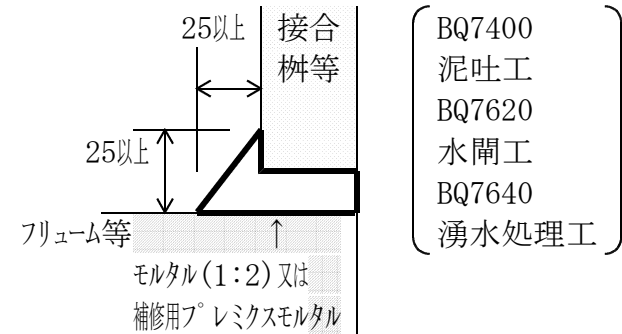 25以上
接合
桝等
25以上
フリューム等
↑
モルタル(1:2)又は
補修用プレミクスモルタル
BQ7400
泥吐工
BQ7620
水閘工
BQ7640
湧水処理工